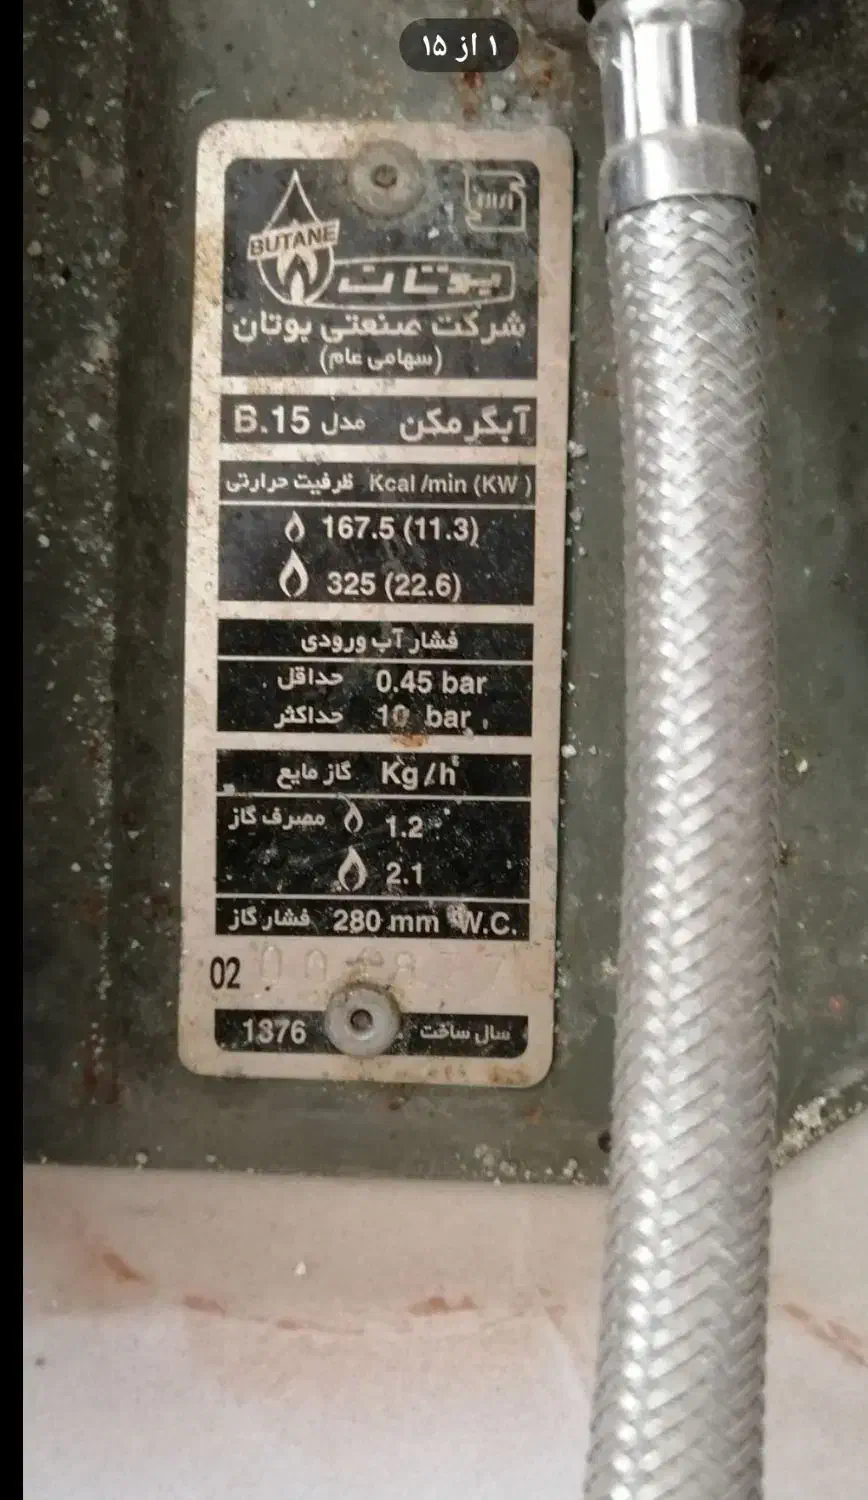 ۱ از ۱۵
BUTANE
بوتان
شرکت صنعتی بوتان
(سهامی عام)
آبگرمکن مدل B.15
ظرفیت حرارتی Kcal /min (KW)
167.5 (11.3)
325 (22.6)
فشار آب ورودی
حداقل 0.45 bar
حداکثر 10 bar
گاز مایع Kg/h
مصرف گاز 1.2
2.1
فشار گاز 280 mm W.C.
02
سال ساخت 1376